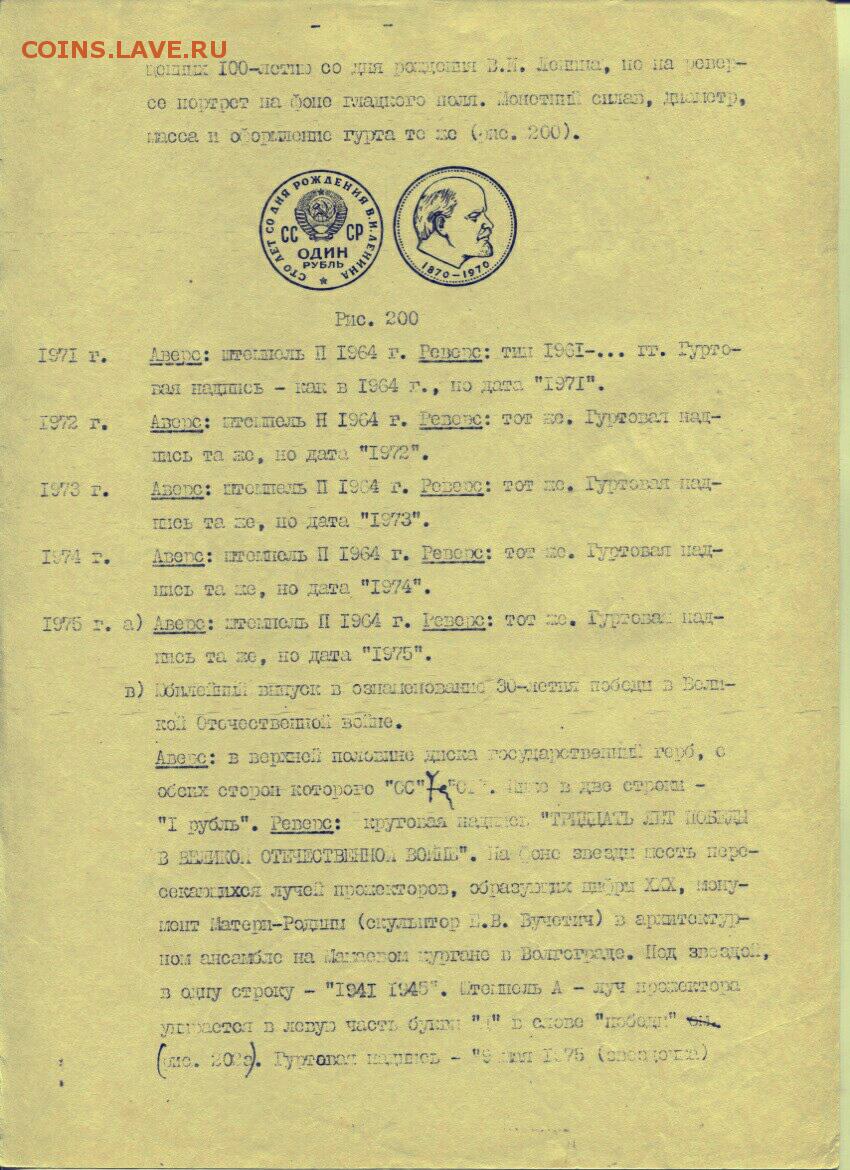 COINS.LAVE.RU
щенных 100-летию со дня рождения В.И. Ленина, но на ревер-
се портрет на фоне гладкого поля. Монетный сплав, диаметр,
масса и оформление гурта те же (рис. 200).
СТО ЛЕТ СО ДНЯ РОЖДЕНИЯ В.И.ЛЕНИНА
СС СР
ОДИН
РУБЛЬ
1870-1970
Рис. 200
1971 г. Аверс: штемпель П 1964 г. Реверс: тип 1961-... гг. Гурто-
вая надпись - как в 1964 г., но дата "1971".
1972 г. Аверс: штемпель Н 1964 г. Реверс: тот же. Гуртовая над-
пись та же, но дата "1972".
1973 г. Аверс: штемпель П 1964 г. Реверс: тот же. Гуртовая над-
пись та же, но дата "1973".
1974 г. Аверс: штемпель П 1964 г. Реверс: тот же. Гуртовая над-
пись та же, но дата "1974".
1975 г. а) Аверс: штемпель П 1964 г. Реверс: тот же. Гуртовая над-
пись та же, но дата "1975".
в) Юбилейный выпуск в ознаменование 30-летия победы в Вели-
кой Отечественной войне.
Аверс: в верхней половине диска государственный герб, с
обеих сторон которого "СС" . Ниже в две строки -
"I рубль". Реверс: круговая надпись "ТРИДЦАТЬ ЛЕТ ПОБЕДЫ
В ВЕЛИКОЙ ОТЕЧЕСТВЕННОЙ ВОЙНЕ". На фоне звезды шесть пере-
секающихся лучей прожекторов, образующих цифры XXX, мону-
мент Матери-Родины (скульптор Е.В. Вучетич) в архитектур-
ном ансамбле на Мамаевом кургане в Волгограде. Под звездой,
в одну строку - "1941 1945". Штемпель А - луч прожектора
упирается в левую часть буквы в слове "победы"
(рис. ). Гуртовая надпись - "9 мая 1975 (звездочка)